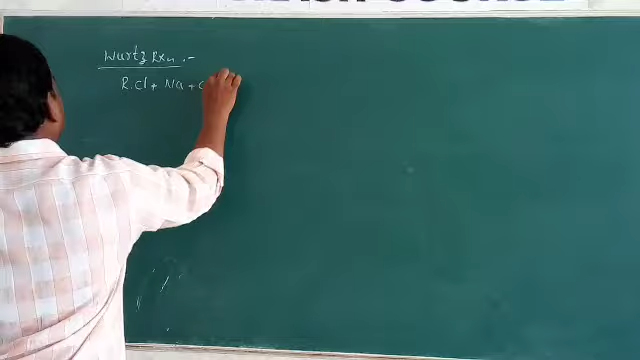 Wurtz Rxn :-
R.Cl + Na + C